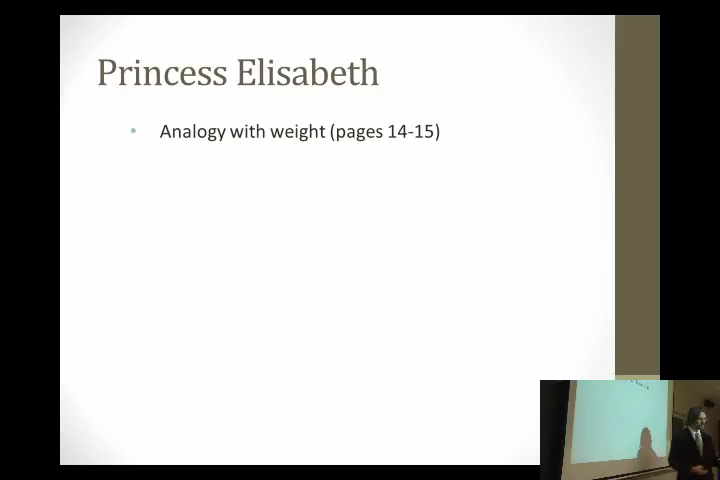 Princess Elisabeth
• Analogy with weight (pages 14-15)